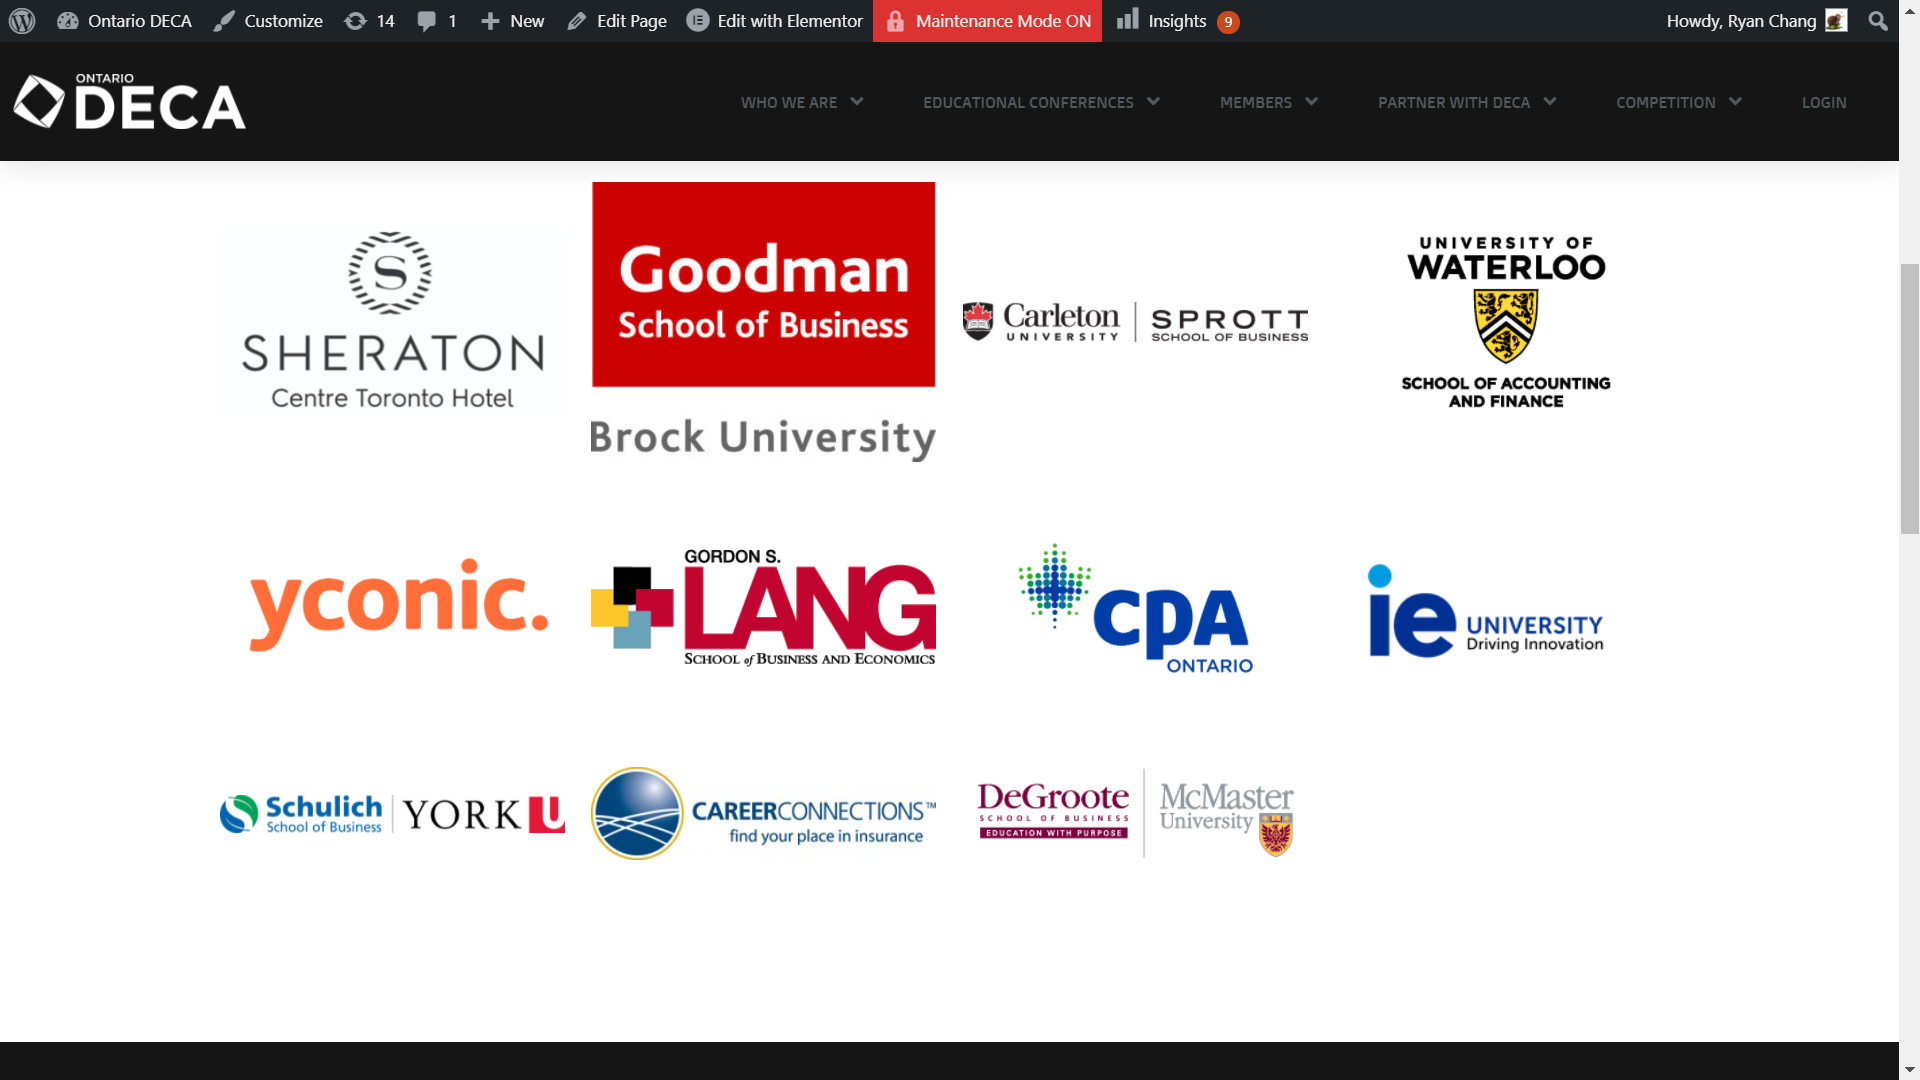 Ontario DECA Customize 14 1 New Edit Page Edit with Elementor Maintenance Mode ON Insights 9 Howdy, Ryan Chang
ONTARIO
DECA
WHO WE ARE EDUCATIONAL CONFERENCES MEMBERS PARTNER WITH DECA COMPETITION LOGIN
S
SHERATON
Centre Toronto Hotel
Goodman
School of Business
Brock University
Carleton
UNIVERSITY
SPROTT
SCHOOL OF BUSINESS
UNIVERSITY OF
WATERLOO
SCHOOL OF ACCOUNTING
AND FINANCE
yconic.
GORDON S.
LANG
SCHOOL of BUSINESS AND ECONOMICS
CPA
ONTARIO
ie
UNIVERSITY
Driving Innovation
Schulich
School of Business
YORK U
CAREERCONNECTIONS™
find your place in insurance
DeGroote
SCHOOL OF BUSINESS
EDUCATION WITH PURPOSE
McMaster
University